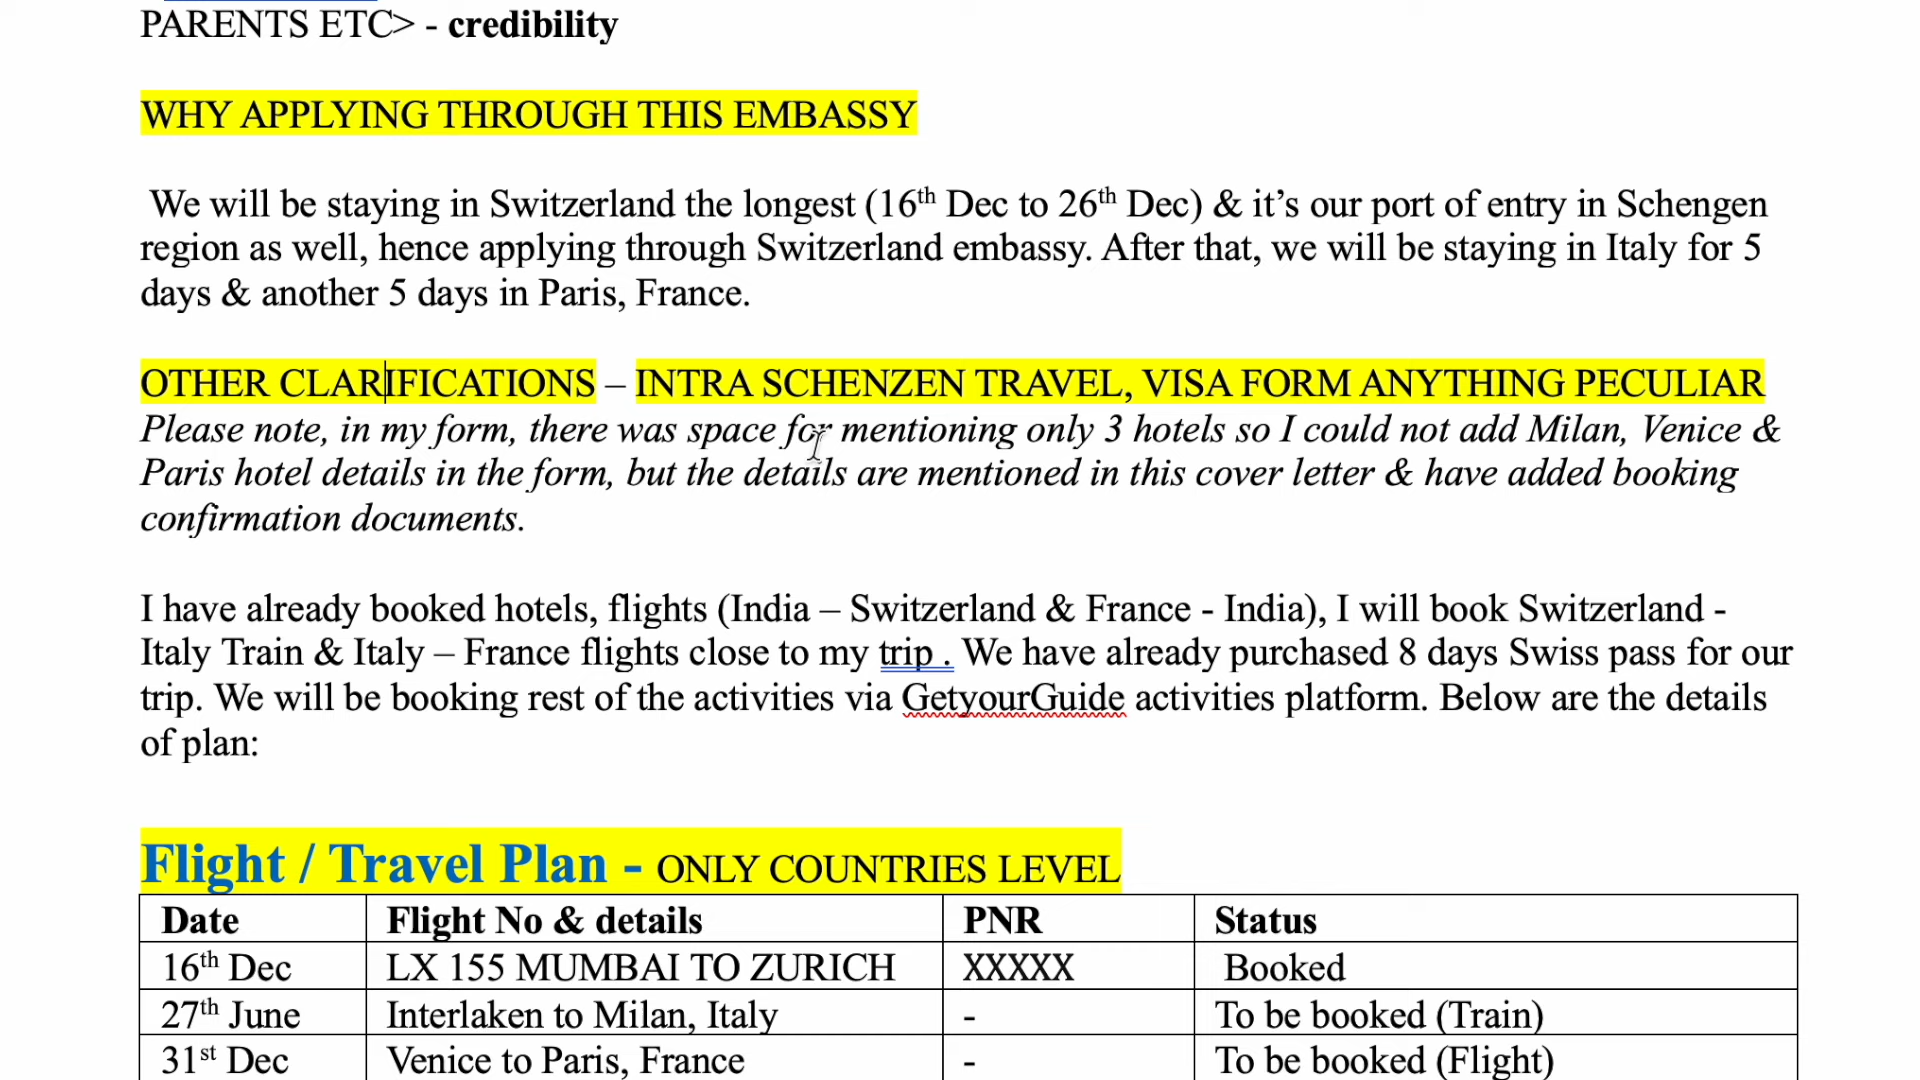 PARENTS ETC> - credibility
WHY APPLYING THROUGH THIS EMBASSY
We will be staying in Switzerland the longest (16th Dec to 26th Dec) & it’s our port of entry in Schengen
region as well, hence applying through Switzerland embassy. After that, we will be staying in Italy for 5
days & another 5 days in Paris, France.
OTHER CLARIFICATIONS – INTRA SCHENZEN TRAVEL, VISA FORM ANYTHING PECULIAR
Please note, in my form, there was space for mentioning only 3 hotels so I could not add Milan, Venice &
Paris hotel details in the form, but the details are mentioned in this cover letter & have added booking
confirmation documents.
I have already booked hotels, flights (India – Switzerland & France - India), I will book Switzerland -
Italy Train & Italy – France flights close to my trip . We have already purchased 8 days Swiss pass for our
trip. We will be booking rest of the activities via GetyourGuide activities platform. Below are the details
of plan:
Flight / Travel Plan - ONLY COUNTRIES LEVEL
Date Flight No & details PNR Status
16th Dec LX 155 MUMBAI TO ZURICH XXXXX Booked
27th June Interlaken to Milan, Italy - To be booked (Train)
31st Dec Venice to Paris, France - To be booked (Flight)